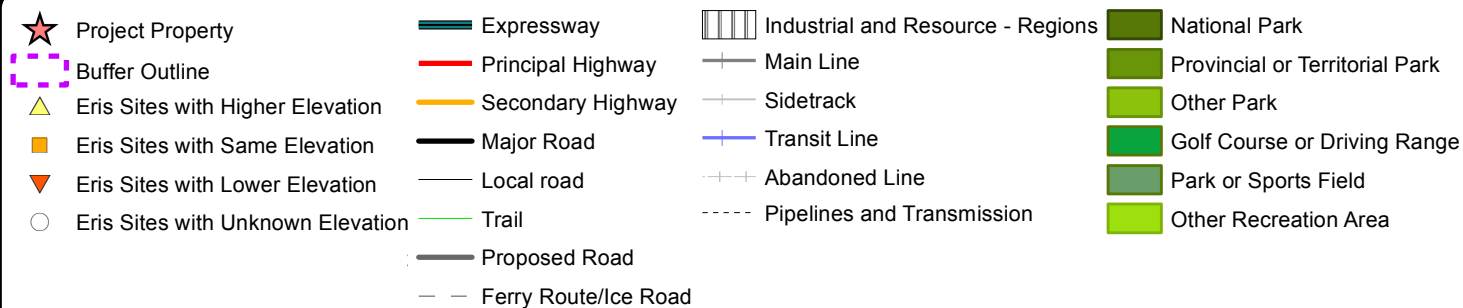 Project Property
Buffer Outline
Eris Sites with Higher Elevation
Eris Sites with Same Elevation
Eris Sites with Lower Elevation
Eris Sites with Unknown Elevation
Expressway
Principal Highway
Secondary Highway
Major Road
Local road
Trail
Proposed Road
Ferry Route/Ice Road
Industrial and Resource - Regions
Main Line
Sidetrack
Transit Line
Abandoned Line
Pipelines and Transmission
National Park
Provincial or Territorial Park
Other Park
Golf Course or Driving Range
Park or Sports Field
Other Recreation Area